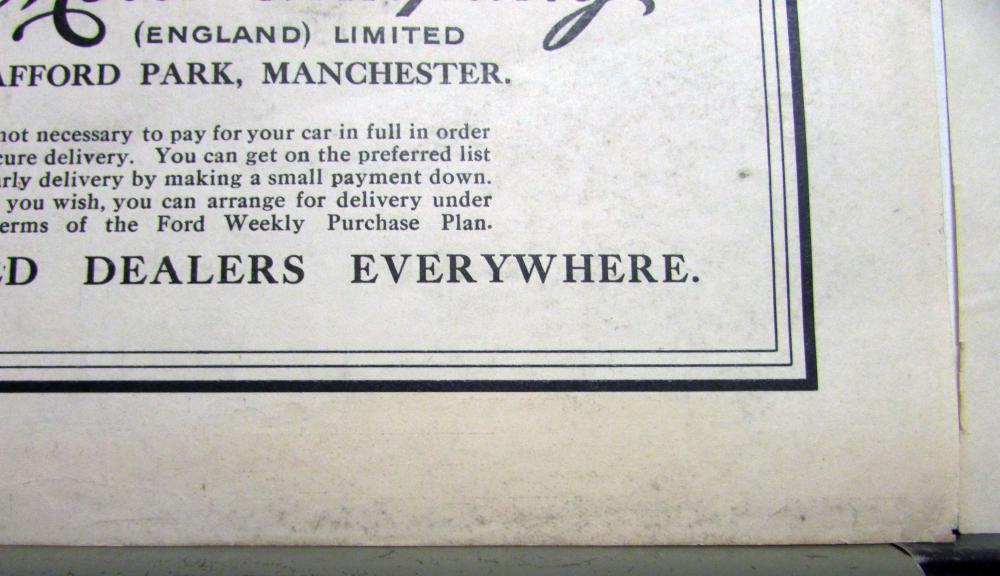 (ENGLAND) LIMITED
AFFORD PARK, MANCHESTER.
not necessary to pay for your car in full in order
cure delivery. You can get on the preferred list
rly delivery by making a small payment down.
you wish, you can arrange for delivery under
erms of the Ford Weekly Purchase Plan.
ED DEALERS EVERYWHERE.